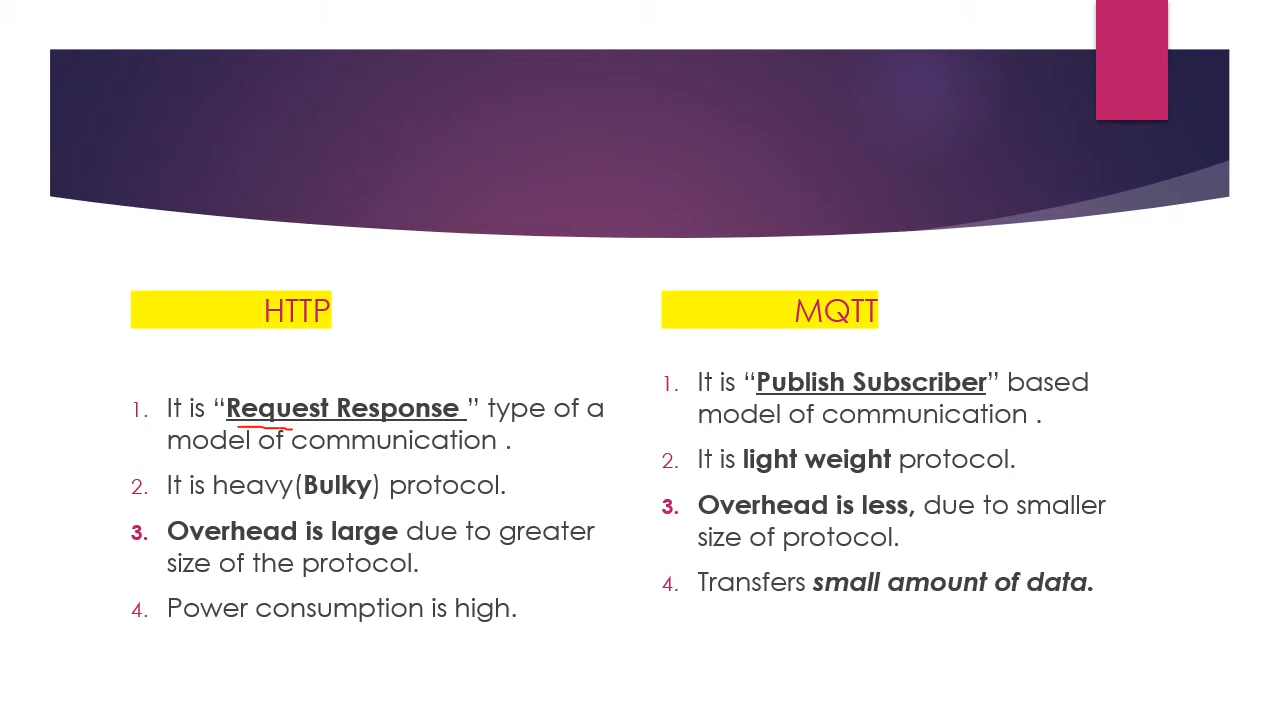 HTTP
1. It is “Request Response ” type of a
model of communication .
2. It is heavy(Bulky) protocol.
3. Overhead is large due to greater
size of the protocol.
4. Power consumption is high.
MQTT
1. It is “Publish Subscriber” based
model of communication .
2. It is light weight protocol.
3. Overhead is less, due to smaller
size of protocol.
4. Transfers small amount of data.